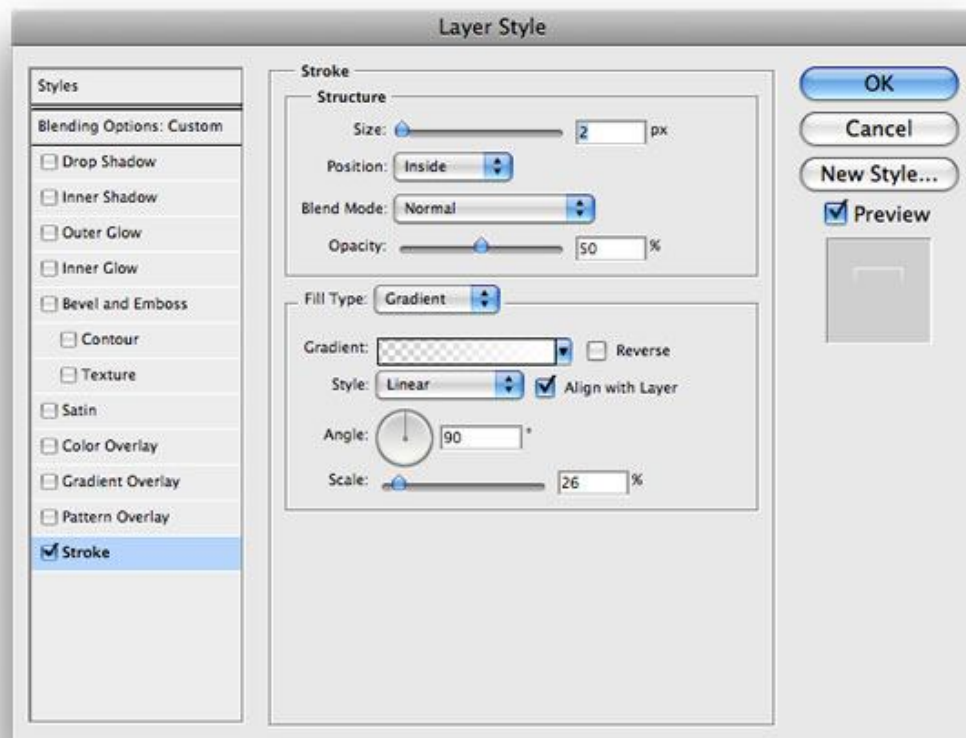 Layer Style
Styles
Blending Options: Custom
Drop Shadow
Inner Shadow
Outer Glow
Inner Glow
Bevel and Emboss
Contour
Texture
Satin
Color Overlay
Gradient Overlay
Pattern Overlay
Stroke
Stroke
Structure
Size: 2 px
Position: Inside
Blend Mode: Normal
Opacity: 50 %
Fill Type: Gradient
Gradient: Reverse
Style: Linear Align with Layer
Angle: 90 °
Scale: 26 %
OK
Cancel
New Style...
Preview